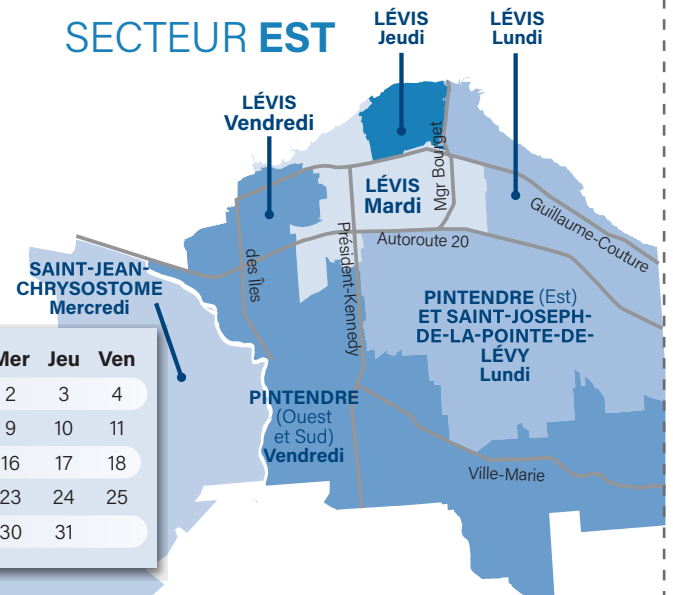 SECTEUR EST
LÉVIS
Jeudi
LÉVIS
Lundi
LÉVIS
Vendredi
LÉVIS
Mardi
Mgr Bourget
Guillaume-Couture
Autoroute 20
Président-Kennedy
des Îles
SAINT-JEAN-
CHRYSOSTOME
Mercredi
PINTENDRE (Est)
ET SAINT-JOSEPH-
DE-LA-POINTE-DE-
LÉVY
Lundi
PINTENDRE
(Ouest
et Sud)
Vendredi
Ville-Marie
Mer Jeu Ven
2 3 4
9 10 11
16 17 18
23 24 25
30 31